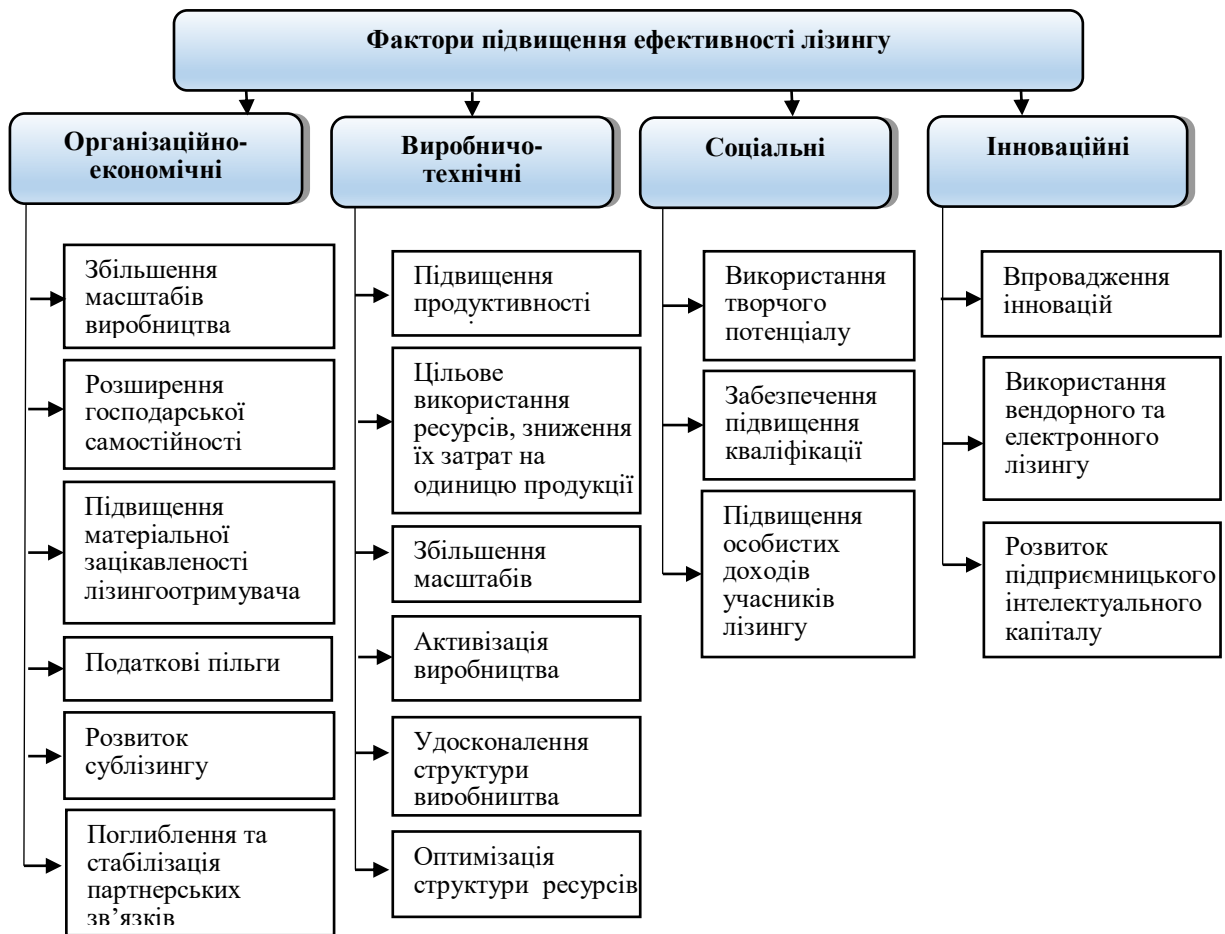 Фактори підвищення ефективності лізингу
Організаційно-
економічні
Збільшення
масштабів
виробництва
Розширення
господарської
самостійності
Підвищення
матеріальної
зацікавленості
лізингоотримувача
Податкові пільги
Розвиток
сублізингу
Поглиблення та
стабілізація
партнерських
зв’язків
Виробничо-
технічні
Підвищення
продуктивності
Цільове
використання
ресурсів, зниження
їх затрат на
одиницю продукції
Збільшення
масштабів
Активізація
виробництва
Удосконалення
структури
виробництва
Оптимізація
структури ресурсів
Соціальні
Використання
творчого
потенціалу
Забезпечення
підвищення
кваліфікації
Підвищення
особистих
доходів
учасників
лізингу
Інноваційні
Впровадження
інновацій
Використання
вендорного та
електронного
лізингу
Розвиток
підприємницького
інтелектуального
капіталу